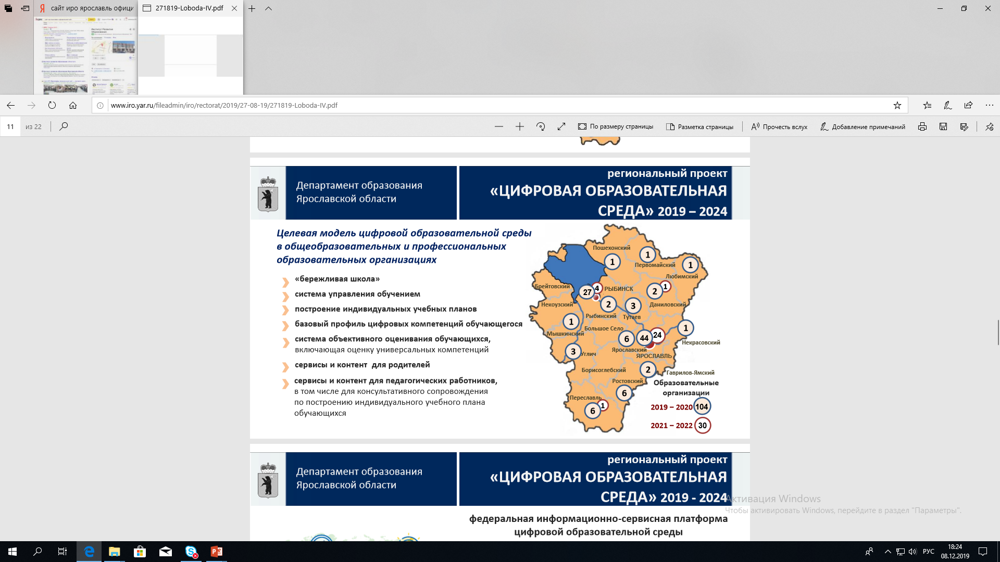 сайт иро ярославль офици
271819-Loboda-IV.pdf
www.iro.yar.ru/fileadmin/iro/rectorat/2019/27-08-19/271819-Loboda-IV.pdf
11 из 22
По размеру страницы
Разметка страницы
Прочесть вслух
Добавление примечаний
Департамент образования
Ярославской области
региональный проект
«ЦИФРОВАЯ ОБРАЗОВАТЕЛЬНАЯ
СРЕДА» 2019 – 2024
Целевая модель цифровой образовательной среды
в общеобразовательных и профессиональных
образовательных организациях
«бережливая школа»
система управления обучением
построение индивидуальных учебных планов
базовый профиль цифровых компетенций обучающегося
система объективного оценивания обучающихся,
включающая оценку универсальных компетенций
сервисы и контент для родителей
сервисы и контент для педагогических работников,
в том числе для консультативного сопровождения
по построению индивидуального учебного плана
обучающихся
Пошехонский
1
1
Первомайский
1
Любимский
Брейтовский
27
4
РЫБИНСК
2
1
Даниловский
Некоузский
2
Рыбинский
3
Тутаев
1
Мышкинский
Большое Село
6
Ярославский
44
24
ЯРОСЛАВЛЬ
1
Некрасовский
3
Углич
Борисоглебский
2
Гаврилов-Ямский
Ростовский
6
Переславль
6
1
Образовательные
организации
2019 – 2020 104
2021 – 2022 30
Департамент образования
Ярославской области
региональный проект
«ЦИФРОВАЯ ОБРАЗОВАТЕЛЬНАЯ
СРЕДА» 2019 - 2024
федеральная информационно-сервисная платформа
цифровой образовательной среды
Активация Windows
Чтобы активировать Windows, перейдите в раздел "Параметры".
РУС
18:24
08.12.2019